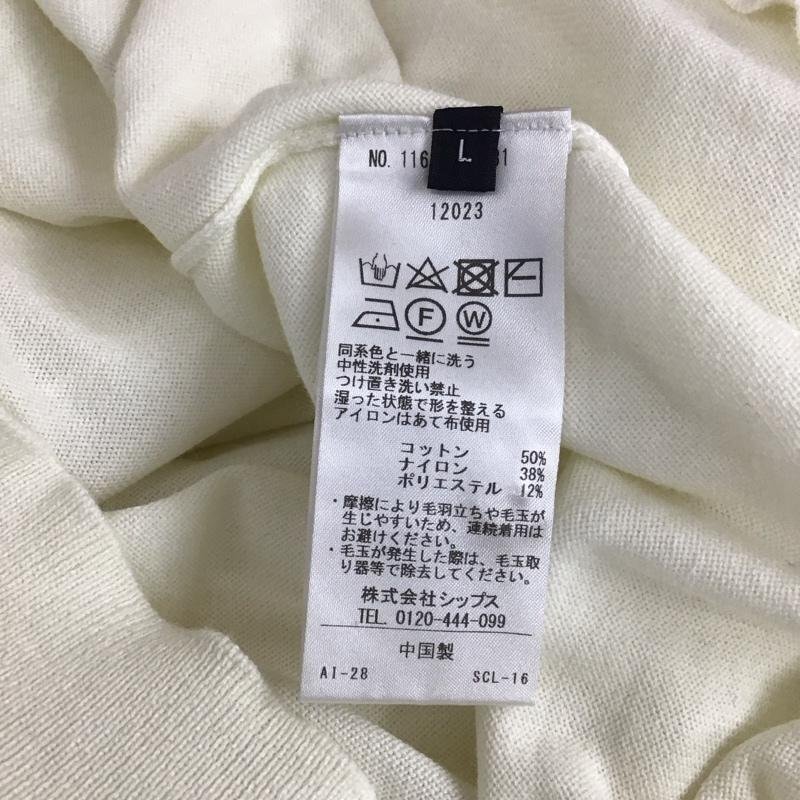 L
NO. 116 31
12023
F W
同系色と一緒に洗う
中性洗剤使用
つけ置き洗い禁止
湿った状態で形を整える
アイロンはあて布使用
コットン 50%
ナイロン 38%
ポリエステル 12%
・摩擦により毛羽立ちや毛玉が
生じやすいため、連続着用は
お避けください。
・毛玉が発生した際は、毛玉取
り器等で除去してください。
株式会社シップス
TEL. 0120-444-099
中国製
AI-28 SCL-16